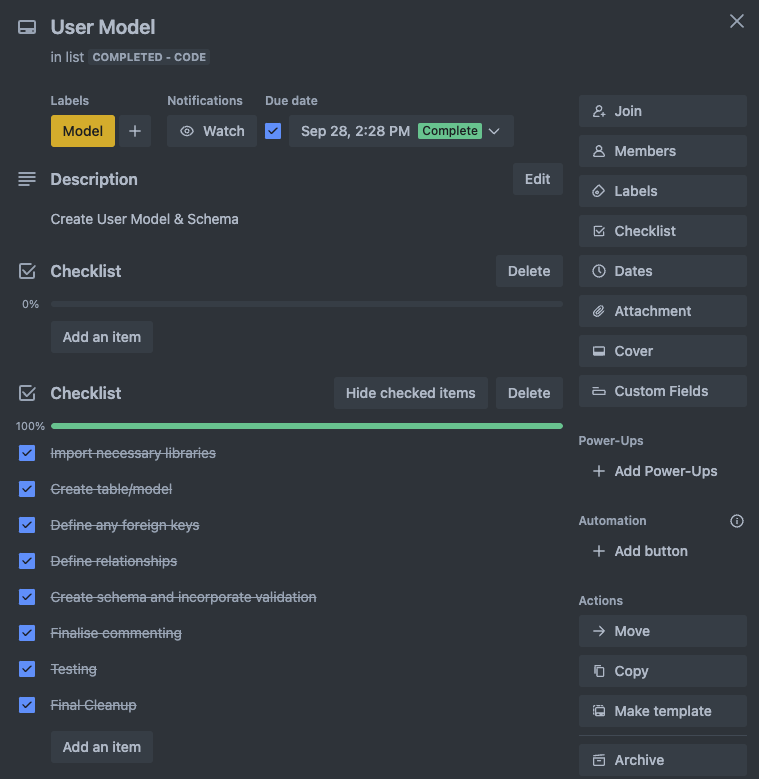 User Model
in list COMPLETED - CODE
Labels
Notifications
Due date
Model
Watch
Sep 28, 2:28 PM Complete
Description
Edit
Create User Model & Schema
Checklist
Delete
0%
Add an item
Checklist
Hide checked items
Delete
100%
Import necessary libraries
Create table/model
Define any foreign keys
Define relationships
Create schema and incorporate validation
Finalise commenting
Testing
Final Cleanup
Add an item
Join
Members
Labels
Checklist
Dates
Attachment
Cover
Custom Fields
Power-Ups
+ Add Power-Ups
Automation
+ Add button
Actions
Move
Copy
Make template
Archive